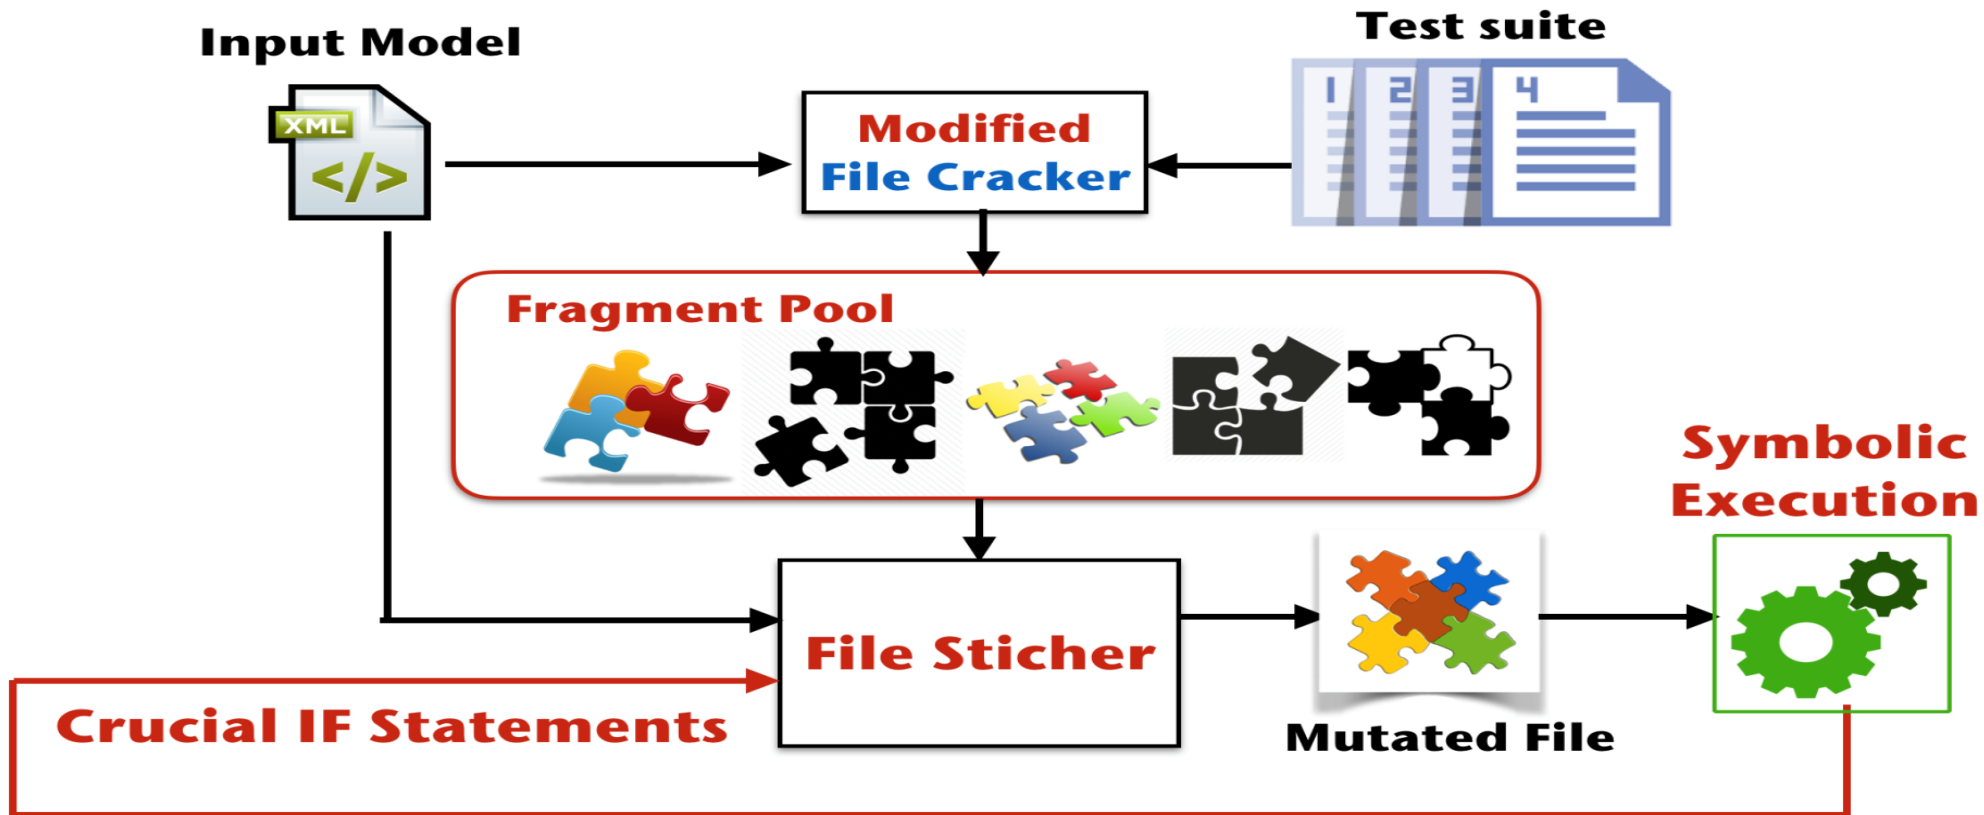 Input Model
Test suite
XML
</>
1 2 3 4
Modified
File Cracker
Fragment Pool
Symbolic
Execution
File Sticher
Crucial IF Statements
Mutated File